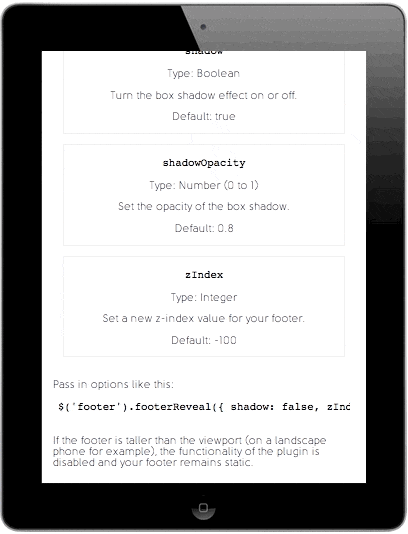 shadow
Type: Boolean
Turn the box shadow effect on or off.
Default: true
shadowOpacity
Type: Number (0 to 1)
Set the opacity of the box shadow.
Default: 0.8
zIndex
Type: Integer
Set a new z-index value for your footer.
Default: -100
Pass in options like this:
$('footer').footerReveal({ shadow: false, zInd
If the footer is taller than the viewport (on a landscape
phone for example), the functionality of the plugin is
disabled and your footer remains static.